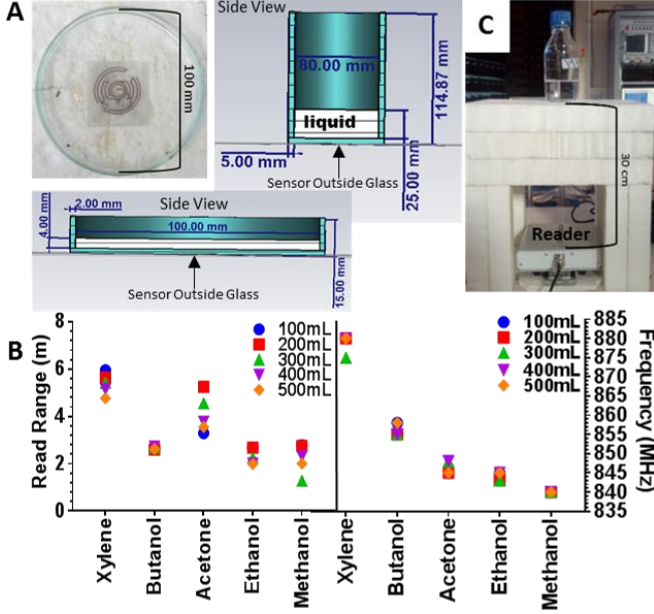 A
100 mm
Side View
80.00 mm
114.87 mm
liquid
5.00 mm
25.00 mm
Sensor Outside Glass
C
30 cm
Reader
Side View
2.00 mm
4.00 mm
100.00 mm
15.00 mm
Sensor Outside Glass
B
Read Range (m)
8
6
4
2
0
100mL
200mL
300mL
400mL
500mL
100mL
200mL
300mL
400mL
500mL
885
880
875
870
865
860
855
850
845
840
835
Frequency (MHz)
Xylene
Butanol
Acetone
Ethanol
Methanol
Xylene
Butanol
Acetone
Ethanol
Methanol